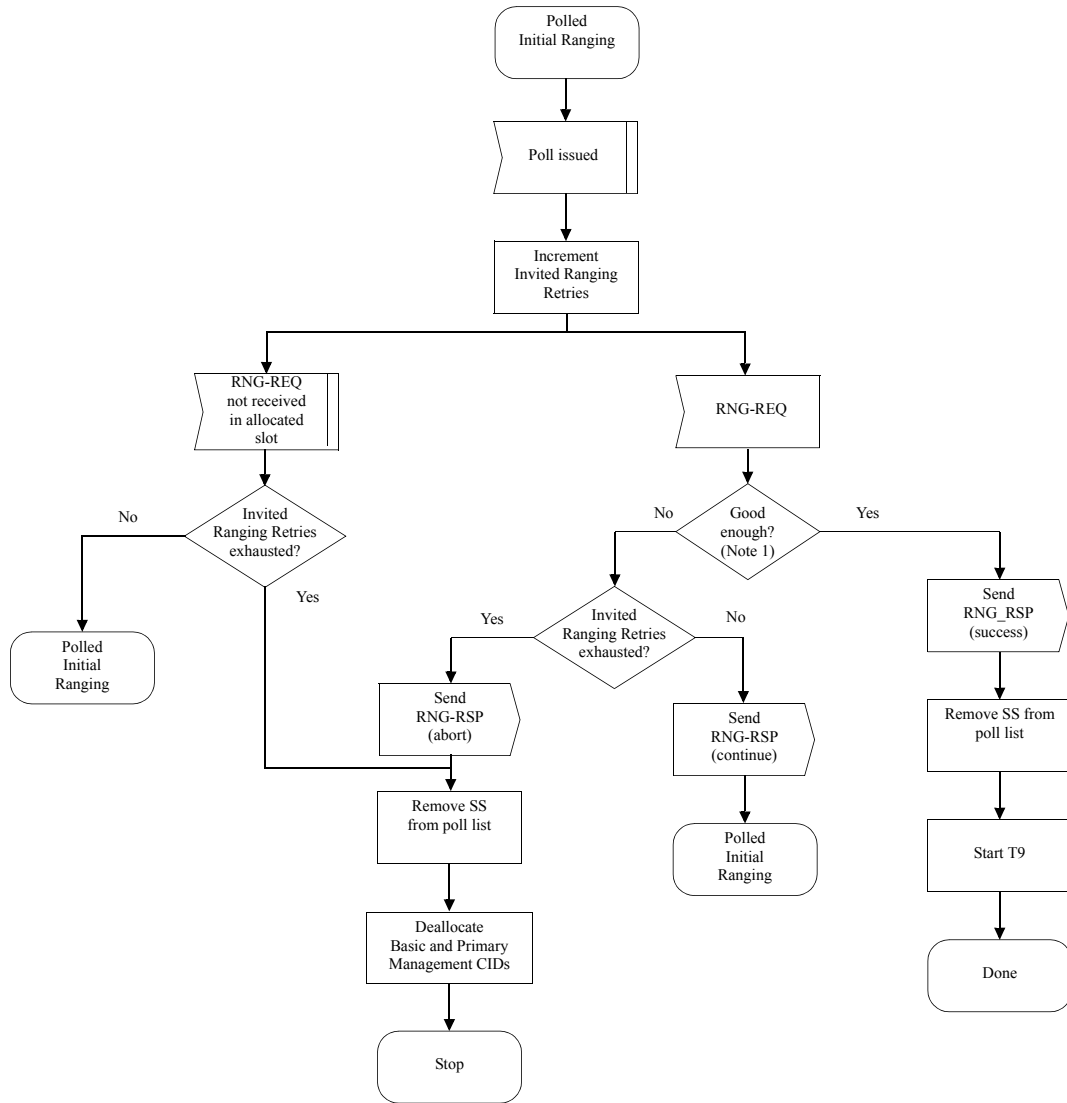 Polled
Initial Ranging
Poll issued
Increment
Invited Ranging
Retries
RNG-REQ
not received
in allocated
slot
RNG-REQ
No
Invited
Ranging Retries
exhausted?
Yes
No
Good
enough?
(Note 1)
Yes
Polled
Initial
Ranging
Yes
Invited
Ranging Retries
exhausted?
No
Send
RNG_RSP
(success)
Send
RNG-RSP
(abort)
Send
RNG-RSP
(continue)
Remove SS from
poll list
Remove SS
from poll list
Polled
Initial
Ranging
Start T9
Deallocate
Basic and Primary
Management CIDs
Done
Stop